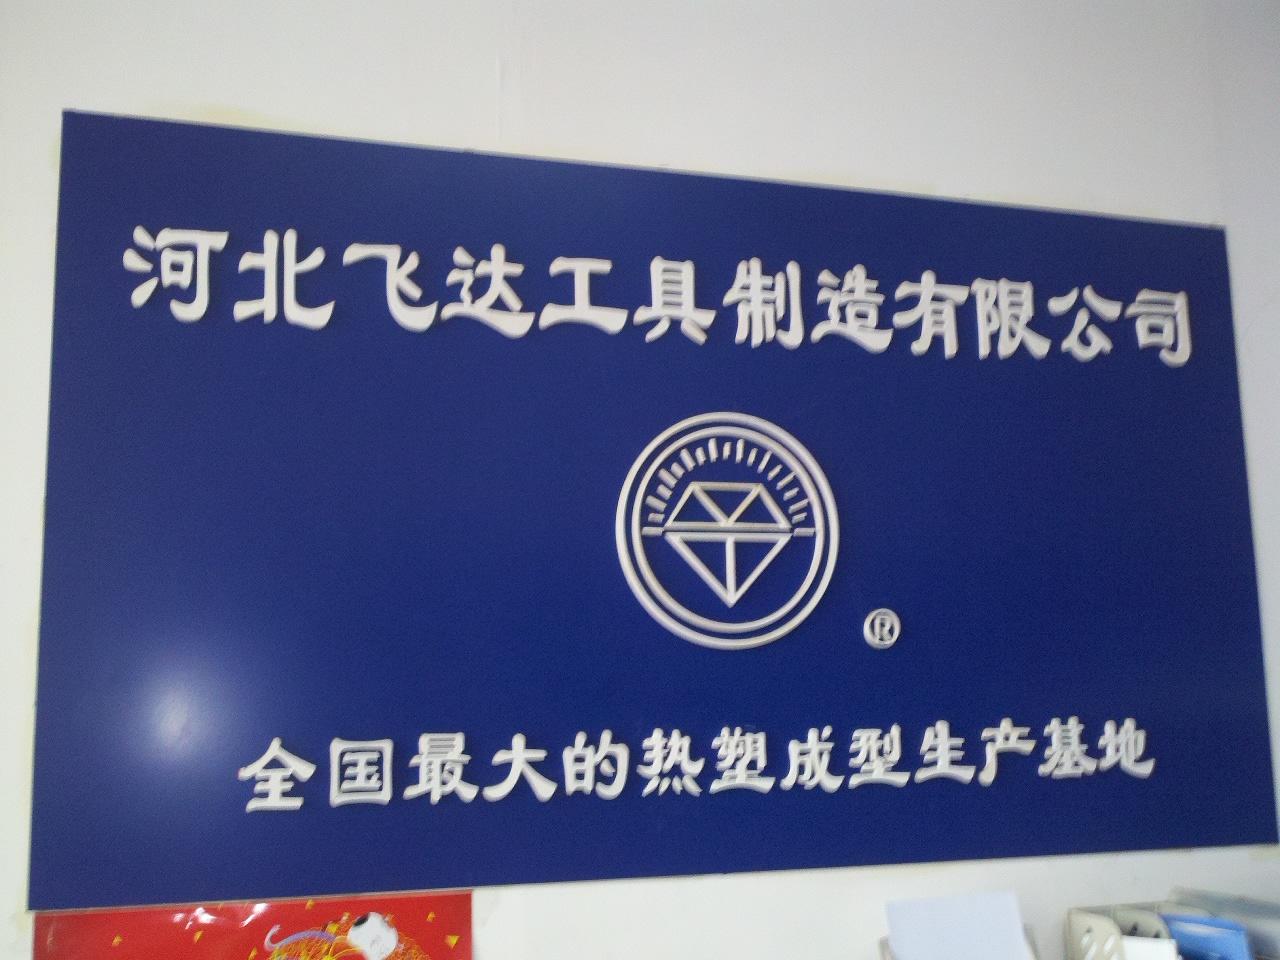 河北飞达工具制造有限公司
®
全国最大的热塑成型生产基地